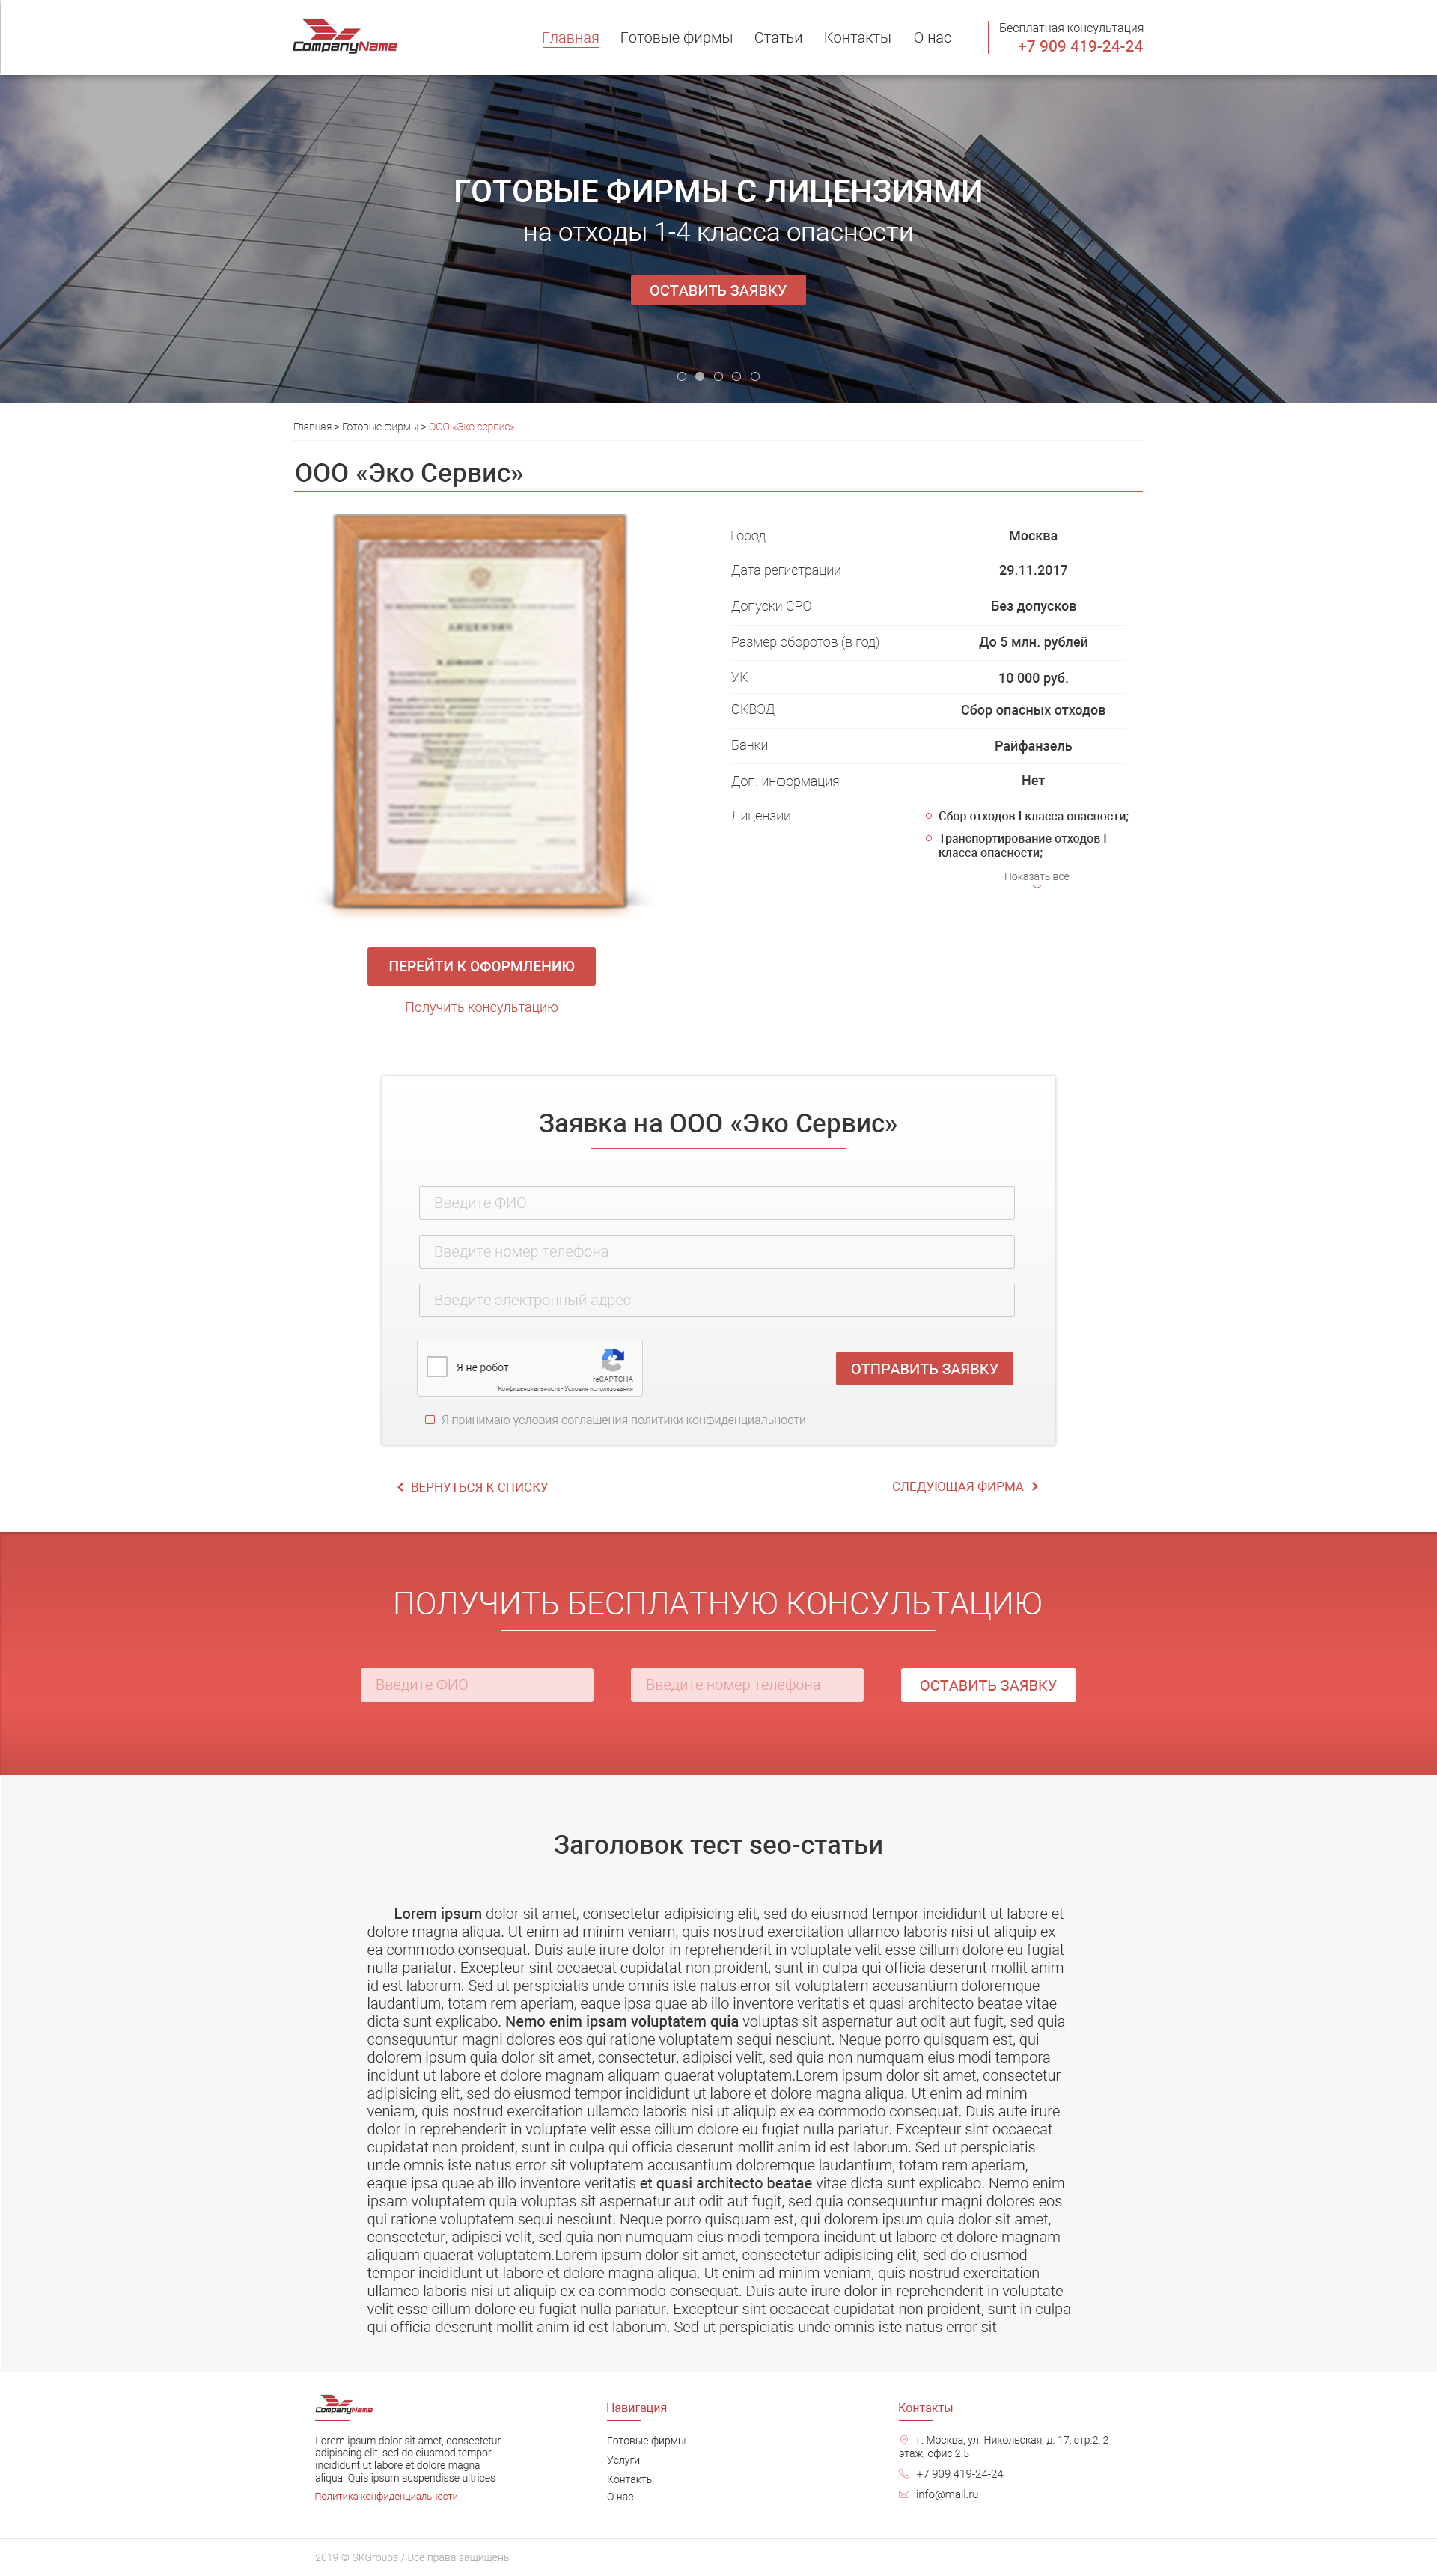 CompanyName
Главная Готовые фирмы Статьи Контакты О нас
Бесплатная консультация
+7 909 419-24-24
ГОТОВЫЕ ФИРМЫ С ЛИЦЕНЗИЯМИ
на отходы 1-4 класса опасности
ОСТАВИТЬ ЗАЯВКУ
Главная > Готовые фирмы > ООО «Эко сервис»
ООО «Эко Сервис»
ЛИЦЕНЗИЯ
Город Москва
Дата регистрации 29.11.2017
Допуски СРО Без допусков
Размер оборотов (в год) До 5 млн. рублей
УК 10 000 руб.
ОКВЭД Сбор опасных отходов
Банки Райфанзель
Доп. информация Нет
Лицензии Сбор отходов I класса опасности;
Транспортирование отходов I
класса опасности;
Показать все
ПЕРЕЙТИ К ОФОРМЛЕНИЮ
Получить консультацию
Заявка на ООО «Эко Сервис»
Введите ФИО
Введите номер телефона
Введите электронный адрес
Я не робот
reCAPTCHA
Конфиденциальность - Условия использования
ОТПРАВИТЬ ЗАЯВКУ
Я принимаю условия соглашения политики конфиденциальности
ВЕРНУТЬСЯ К СПИСКУ СЛЕДУЮЩАЯ ФИРМА
ПОЛУЧИТЬ БЕСПЛАТНУЮ КОНСУЛЬТАЦИЮ
Введите ФИО Введите номер телефона ОСТАВИТЬ ЗАЯВКУ
Заголовок тест seo-статьи
Lorem ipsum dolor sit amet, consectetur adipisicing elit, sed do eiusmod tempor incididunt ut labore et
dolore magna aliqua. Ut enim ad minim veniam, quis nostrud exercitation ullamco laboris nisi ut aliquip ex
ea commodo consequat. Duis aute irure dolor in reprehenderit in voluptate velit esse cillum dolore eu fugiat
nulla pariatur. Excepteur sint occaecat cupidatat non proident, sunt in culpa qui officia deserunt mollit anim
id est laborum. Sed ut perspiciatis unde omnis iste natus error sit voluptatem accusantium doloremque
laudantium, totam rem aperiam, eaque ipsa quae ab illo inventore veritatis et quasi architecto beatae vitae
dicta sunt explicabo. Nemo enim ipsam voluptatem quia voluptas sit aspernatur aut odit aut fugit, sed quia
consequuntur magni dolores eos qui ratione voluptatem sequi nesciunt. Neque porro quisquam est, qui
dolorem ipsum quia dolor sit amet, consectetur, adipisci velit, sed quia non numquam eius modi tempora
incidunt ut labore et dolore magnam aliquam quaerat voluptatem.Lorem ipsum dolor sit amet, consectetur
adipisicing elit, sed do eiusmod tempor incididunt ut labore et dolore magna aliqua. Ut enim ad minim
veniam, quis nostrud exercitation ullamco laboris nisi ut aliquip ex ea commodo consequat. Duis aute irure
dolor in reprehenderit in voluptate velit esse cillum dolore eu fugiat nulla pariatur. Excepteur sint occaecat
cupidatat non proident, sunt in culpa qui officia deserunt mollit anim id est laborum. Sed ut perspiciatis
unde omnis iste natus error sit voluptatem accusantium doloremque laudantium, totam rem aperiam,
eaque ipsa quae ab illo inventore veritatis et quasi architecto beatae vitae dicta sunt explicabo. Nemo enim
ipsam voluptatem quia voluptas sit aspernatur aut odit aut fugit, sed quia consequuntur magni dolores eos
qui ratione voluptatem sequi nesciunt. Neque porro quisquam est, qui dolorem ipsum quia dolor sit amet,
consectetur, adipisci velit, sed quia non numquam eius modi tempora incidunt ut labore et dolore magnam
aliquam quaerat voluptatem.Lorem ipsum dolor sit amet, consectetur adipisicing elit, sed do eiusmod
tempor incididunt ut labore et dolore magna aliqua. Ut enim ad minim veniam, quis nostrud exercitation
ullamco laboris nisi ut aliquip ex ea commodo consequat. Duis aute irure dolor in reprehenderit in voluptate
velit esse cillum dolore eu fugiat nulla pariatur. Excepteur sint occaecat cupidatat non proident, sunt in culpa
qui officia deserunt mollit anim id est laborum. Sed ut perspiciatis unde omnis iste natus error sit
CompanyName
Lorem ipsum dolor sit amet, consectetur
adipiscing elit, sed do eiusmod tempor
incididunt ut labore et dolore magna
aliqua. Quis ipsum suspendisse ultrices
Политика конфиденциальности
Навигация
Готовые фирмы
Услуги
Контакты
О нас
Контакты
г. Москва, ул. Никольская, д. 17, стр.2, 2
этаж, офис 2.5
+7 909 419-24-24
info@mail.ru
2019 © SKGroups / Все права защищены